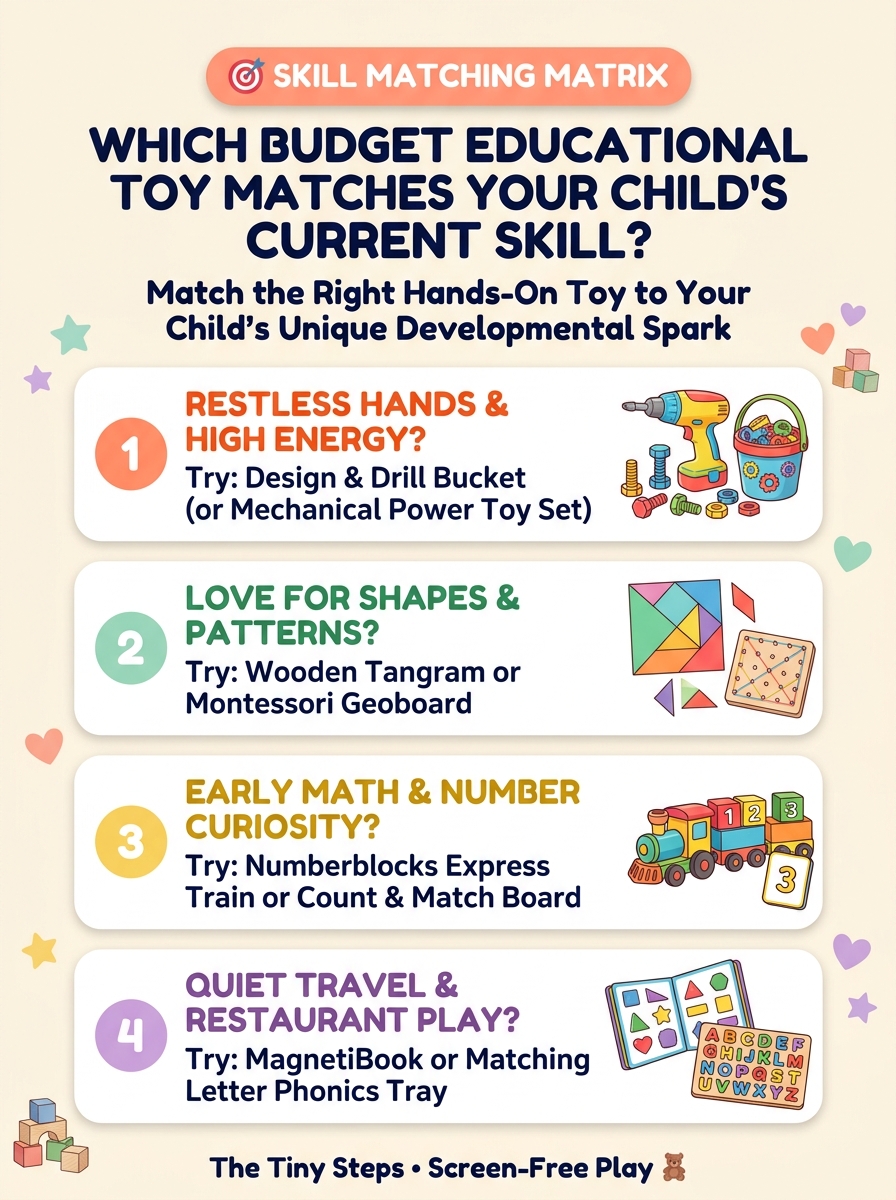 🎯 SKILL MATCHING MATRIX
WHICH BUDGET EDUCATIONAL
TOY MATCHES YOUR CHILD'S
CURRENT SKILL?
Match the Right Hands-On Toy to Your
Child’s Unique Developmental Spark
1
RESTLESS HANDS &
HIGH ENERGY?
Try: Design & Drill Bucket
(or Mechanical Power Toy Set)
2
LOVE FOR SHAPES &
PATTERNS?
Try: Wooden Tangram or
Montessori Geoboard
3
EARLY MATH & NUMBER
CURIOSITY?
Try: Numberblocks Express
Train or Count & Match Board
1 2 3
3
4
QUIET TRAVEL &
RESTAURANT PLAY?
Try: MagnetiBook or Matching
Letter Phonics Tray
ABCDEF
GHIJKLM
NOPQST
UVWXYZ
The Tiny Steps • Screen-Free Play 🧸